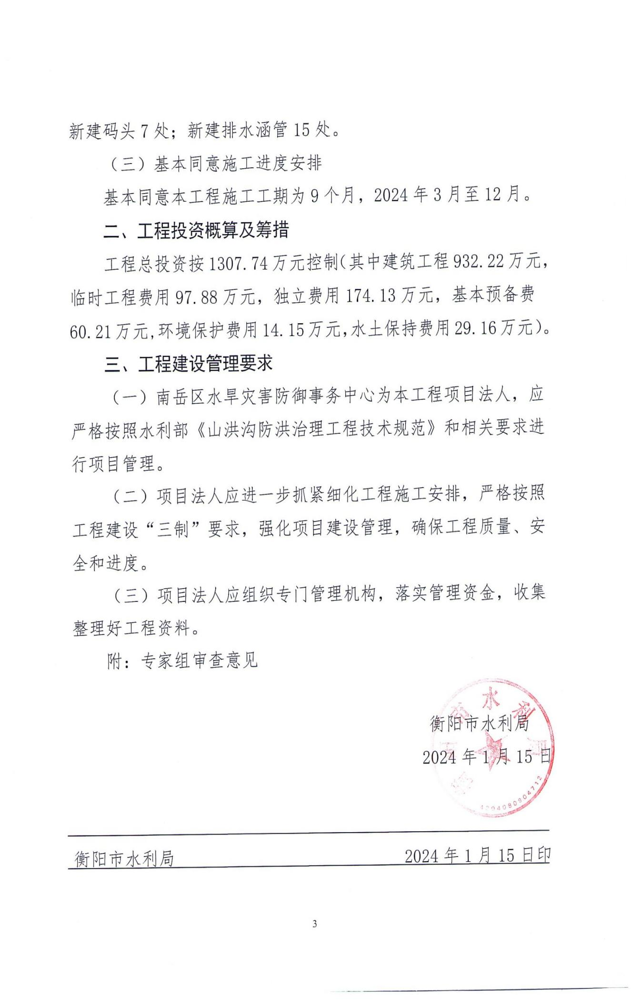 新建码头7处；新建排水涵管15处。
（三）基本同意施工进度安排
基本同意本工程施工工期为9个月，2024年3月至12月。
二、工程投资概算及筹措
工程总投资按1307.74万元控制(其中建筑工程932.22万元，
临时工程费用97.88万元，独立费用174.13万元，基本预备费
60.21万元,环境保护费用14.15万元,水土保持费用29.16万元)。
三、工程建设管理要求
（一）南岳区水旱灾害防御事务中心为本工程项目法人，应
严格按照水利部《山洪沟防洪治理工程技术规范》和相关要求进
行项目管理。
（二）项目法人应进一步抓紧细化工程施工安排，严格按照
工程建设“三制”要求，强化项目建设管理，确保工程质量、安
全和进度。
（三）项目法人应组织专门管理机构，落实管理资金，收集
整理好工程资料。
附：专家组审查意见
衡阳市水利局
2024年1月15日
衡阳市水利局
4204080904712
衡阳市水利局 2024年1月15日印
3